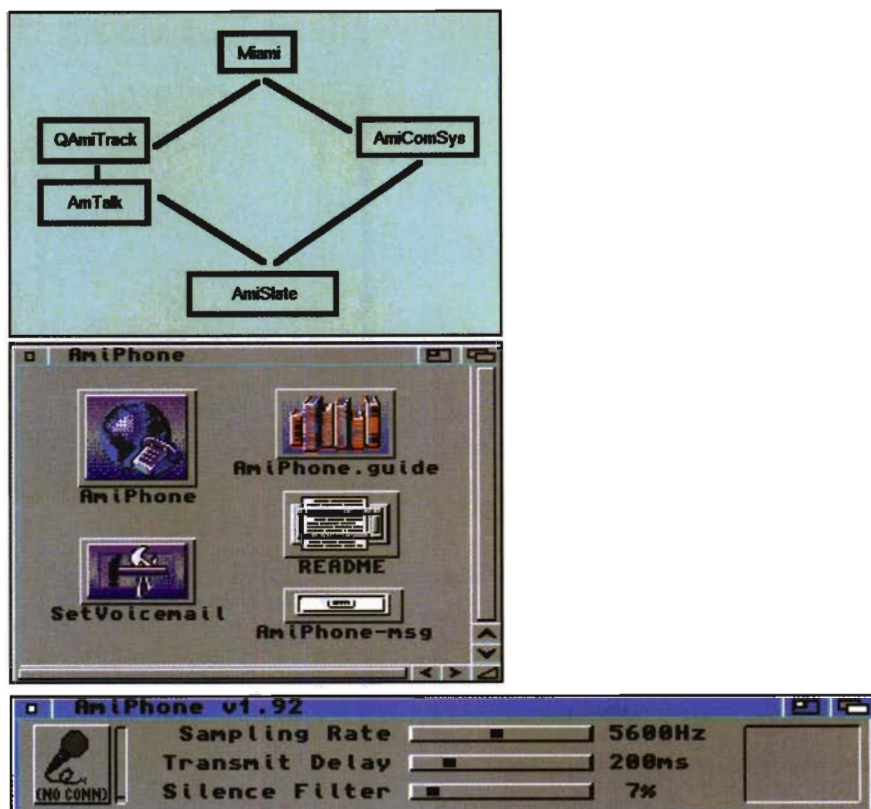 Miami
QAmiTrack
AmiComSys
AmTalk
AmiSlate
AmiPhone
AmiPhone
AmiPhone.guide
README
SetVoicemail
AmiPhone-msg
AmiPhone v1.92
Sampling Rate 5600Hz
Transmit Delay 200ms
(NO CONN) Silence Filter 7%